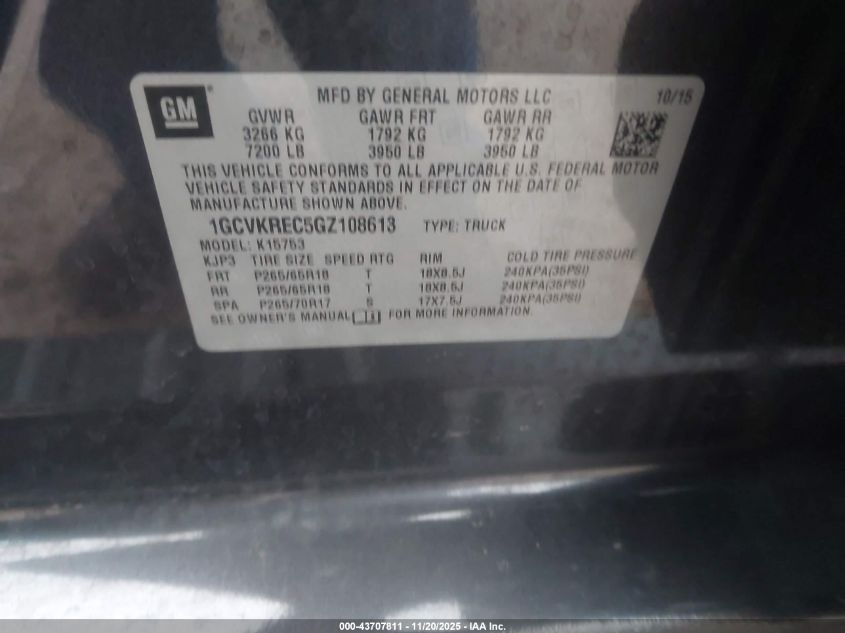 GM
MFD BY GENERAL MOTORS LLC 10/15
GVWR GAWR FRT GAWR RR
3266 KG 1792 KG 1792 KG
7200 LB 3950 LB 3950 LB
THIS VEHICLE CONFORMS TO ALL APPLICABLE U.S. FEDERAL MOTOR
VEHICLE SAFETY STANDARDS IN EFFECT ON THE DATE OF
MANUFACTURE SHOWN ABOVE.
1GCVKREC5GZ108613 TYPE: TRUCK
MODEL: K15753
KJP3 TIRE SIZE SPEED RTG RIM COLD TIRE PRESSURE
FRT P265/65R18 T 18X8.5J 240KPA(35PSI)
RR P265/65R18 T 18X8.5J 240KPA(35PSI)
SPA P265/70R17 S 17X7.5J 240KPA(35PSI)
SEE OWNER'S MANUAL FOR MORE INFORMATION.
000-43707811 - 11/20/2025 - IAA Inc.